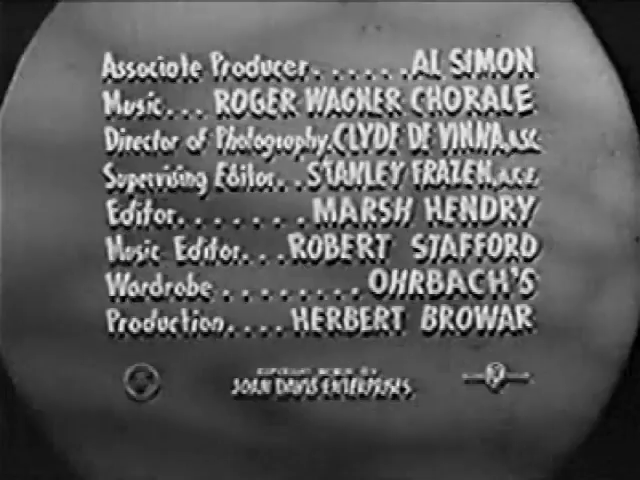 Associate Producer......AL SIMON
Music... ROGER WAGNER CHORALE
Director of Photography.CLYDE DE VINNA, A.S.C.
Supervising Editor..STANLEY FRAZEN, A.C.E.
Editor.......MARSH HENDRY
Music Editor...ROBERT STAFFORD
Wardrobe.........OHRBACH'S
Production....HERBERT BROWAR
JOAN DAVIS ENTERPRISES